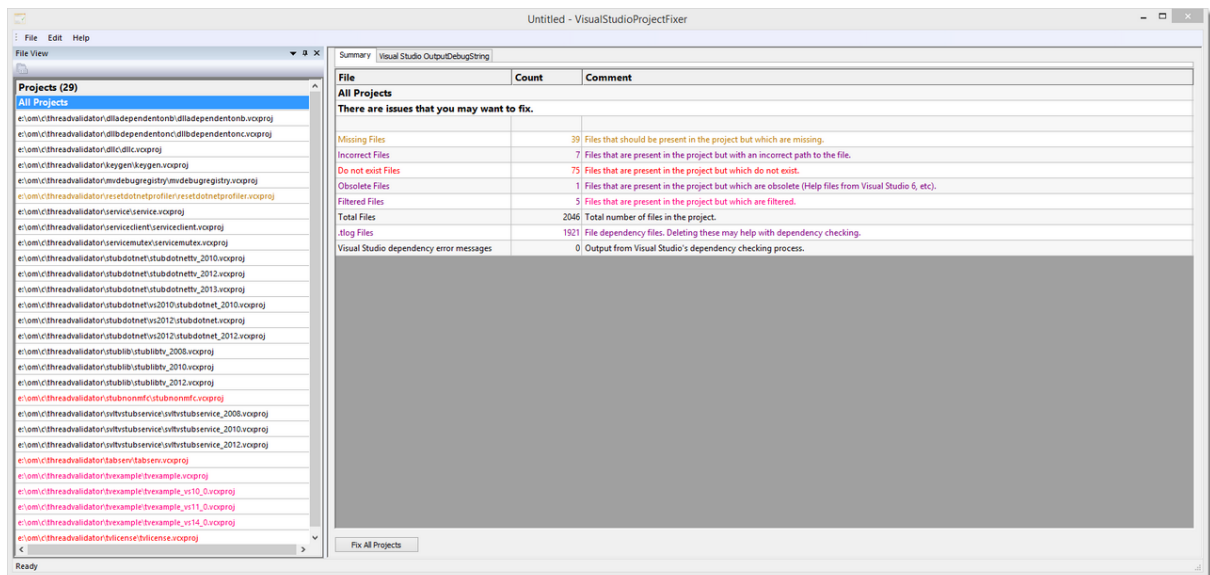 Untitled - VisualStudioProjectFixer
File Edit Help
File View
Projects (29)
All Projects
e:\om\c\threadvalidator\dlladependentonb\dlladependentonb.vcxproj
e:\om\c\threadvalidator\dllbdependentonc\dllbdependentonc.vcxproj
e:\om\c\threadvalidator\dllc\dllc.vcxproj
e:\om\c\threadvalidator\keygen\keygen.vcxproj
e:\om\c\threadvalidator\mvdebugregistry\mvdebugregistry.vcxproj
e:\om\c\threadvalidator\resetdotnetprofiler\resetdotnetprofiler.vcxproj
e:\om\c\threadvalidator\service\service.vcxproj
e:\om\c\threadvalidator\serviceclient\serviceclient.vcxproj
e:\om\c\threadvalidator\servicemutex\servicemutex.vcxproj
e:\om\c\threadvalidator\stubdotnet\stubdotnettv_2010.vcxproj
e:\om\c\threadvalidator\stubdotnet\stubdotnettv_2012.vcxproj
e:\om\c\threadvalidator\stubdotnet\stubdotnettv_2013.vcxproj
e:\om\c\threadvalidator\stubdotnet\vs2010\stubdotnet_2010.vcxproj
e:\om\c\threadvalidator\stubdotnet\vs2012\stubdotnet.vcxproj
e:\om\c\threadvalidator\stubdotnet\vs2012\stubdotnet_2012.vcxproj
e:\om\c\threadvalidator\stublib\stublibtv_2008.vcxproj
e:\om\c\threadvalidator\stublib\stublibtv_2010.vcxproj
e:\om\c\threadvalidator\stublib\stublibtv_2012.vcxproj
e:\om\c\threadvalidator\stubnonmfc\stubnonmfc.vcxproj
e:\om\c\threadvalidator\svltvstubservice\svltvstubservice_2008.vcxproj
e:\om\c\threadvalidator\svltvstubservice\svltvstubservice_2010.vcxproj
e:\om\c\threadvalidator\svltvstubservice\svltvstubservice_2012.vcxproj
e:\om\c\threadvalidator\tabserv\tabserv.vcxproj
e:\om\c\threadvalidator\tvexample\tvexample.vcxproj
e:\om\c\threadvalidator\tvexample\tvexample_vs10_0.vcxproj
e:\om\c\threadvalidator\tvexample\tvexample_vs11_0.vcxproj
e:\om\c\threadvalidator\tvexample\tvexample_vs14_0.vcxproj
e:\om\c\threadvalidator\tvlicense\tvlicense.vcxproj
Summary Visual Studio OutputDebugString
File Count Comment
All Projects
There are issues that you may want to fix.
Missing Files 39 Files that should be present in the project but which are missing.
Incorrect Files 7 Files that are present in the project but with an incorrect path to the file.
Do not exist Files 75 Files that are present in the project but which do not exist.
Obsolete Files 1 Files that are present in the project but which are obsolete (Help files from Visual Studio 6, etc).
Filtered Files 5 Files that are present in the project but which are filtered.
Total Files 2046 Total number of files in the project.
.tlog Files 1921 File dependency files. Deleting these may help with dependency checking.
Visual Studio dependency error messages 0 Output from Visual Studio's dependency checking process.
Fix All Projects
Ready